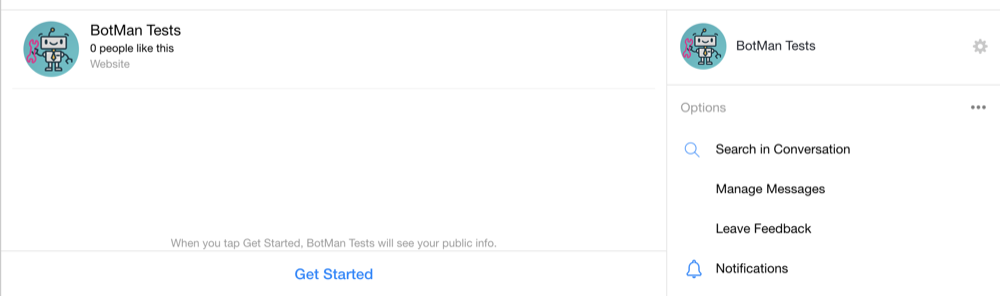 BotMan Tests
0 people like this
Website
When you tap Get Started, BotMan Tests will see your public info.
Get Started
BotMan Tests
Options
Search in Conversation
Manage Messages
Leave Feedback
Notifications